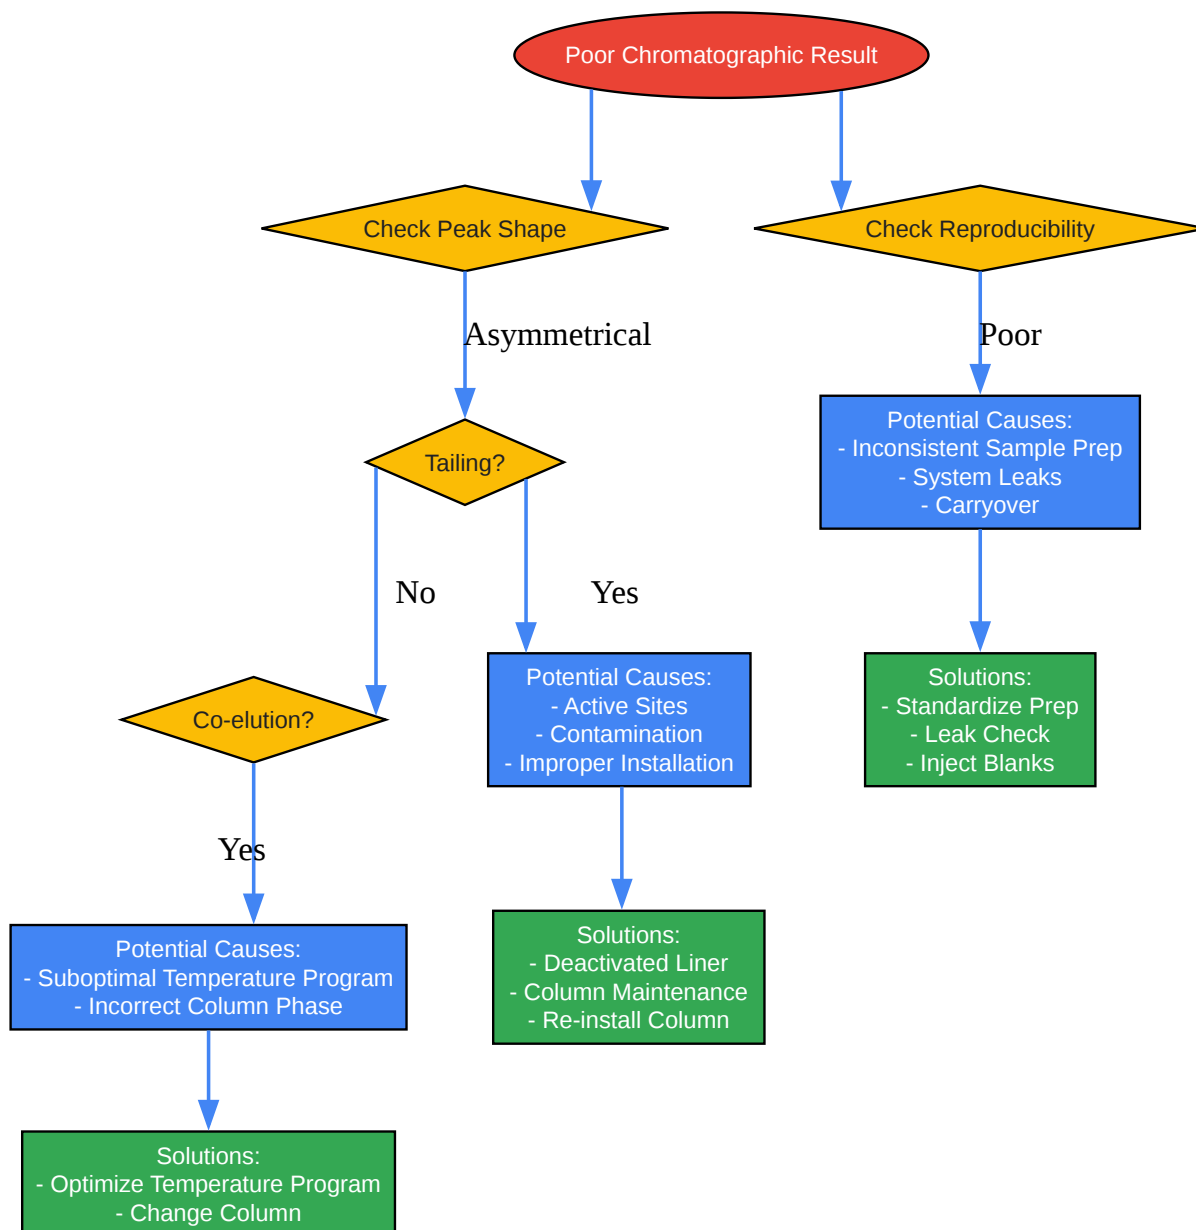 Poor Chromatographic Result
Check Peak Shape
Check Reproducibility
Asymmetrical
Poor
Potential Causes:
- Inconsistent Sample Prep
- System Leaks
- Carryover
Tailing?
No
Yes
Potential Causes:
- Active Sites
- Contamination
- Improper Installation
Solutions:
- Standardize Prep
- Leak Check
- Inject Blanks
Co-elution?
Yes
Potential Causes:
- Suboptimal Temperature Program
- Incorrect Column Phase
Solutions:
- Deactivated Liner
- Column Maintenance
- Re-install Column
Solutions:
- Optimize Temperature Program
- Change Column